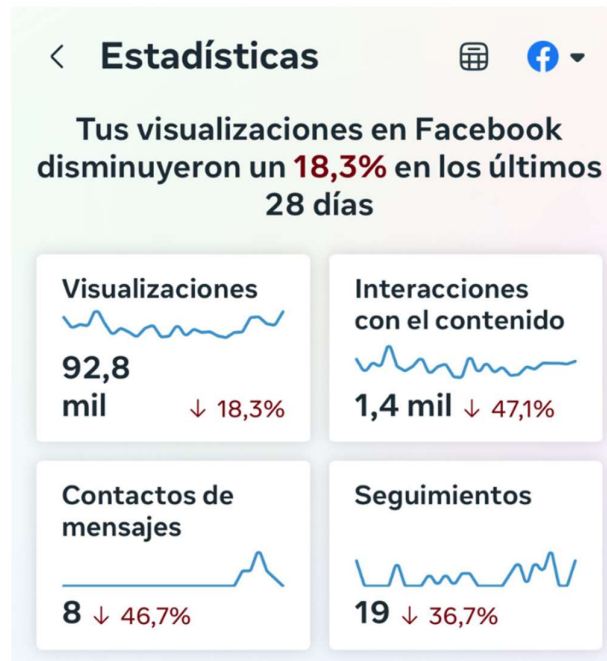 Estadísticas
Tus visualizaciones en Facebook
disminuyeron un 18,3% en los últimos
28 días
Visualizaciones
92,8
mil ↓ 18,3%
Interacciones
con el contenido
1,4 mil ↓ 47,1%
Contactos de
mensajes
8 ↓ 46,7%
Seguimientos
19 ↓ 36,7%